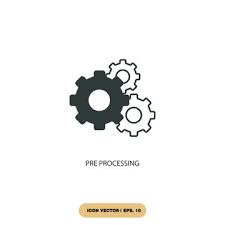 PRE PROCESSING
ICON VECTOR | EPS. 10